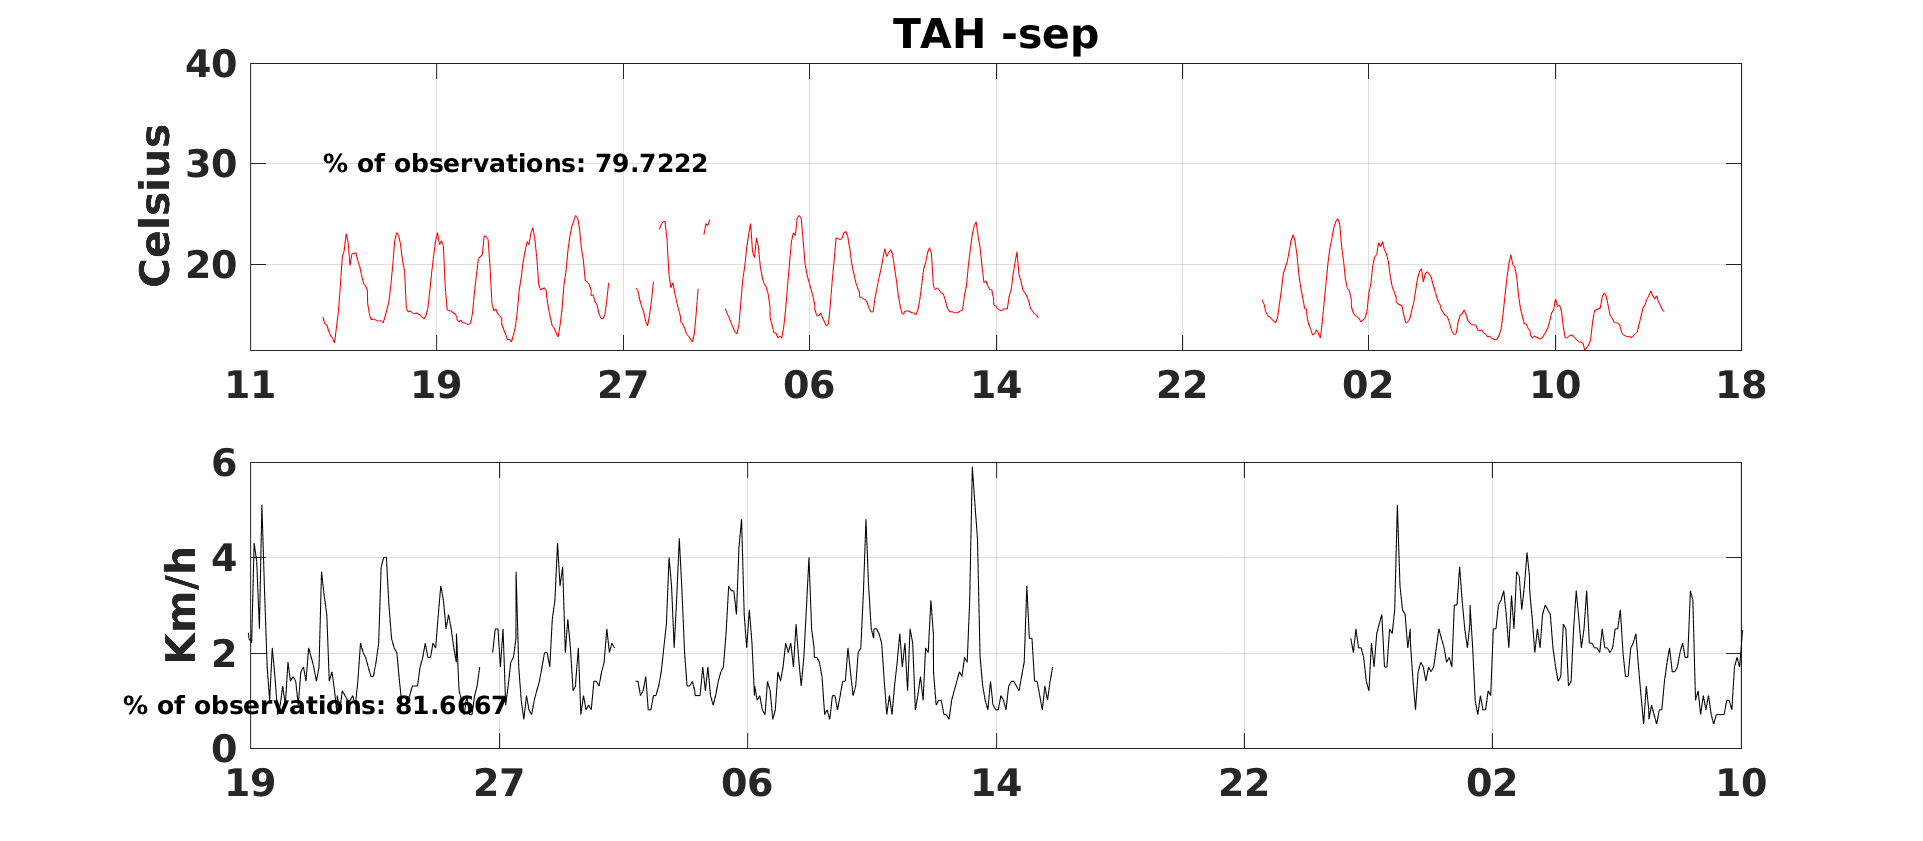 TAH -sep
Celsius
40
30
20
% of observations: 79.7222
11 19 27 06 14 22 02 10 18
Km/h
6
4
2
0
% of observations: 81.6667
19 27 06 14 22 02 10